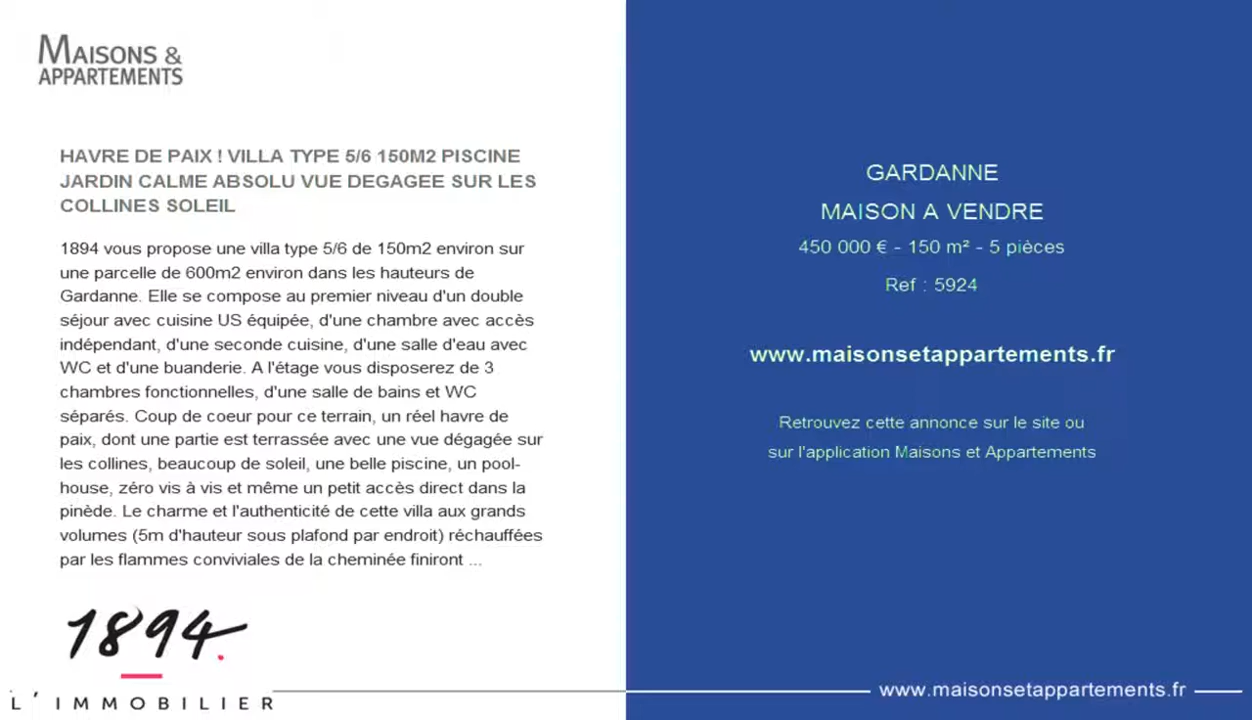 MAISONS &
APPARTEMENTS
HAVRE DE PAIX ! VILLA TYPE 5/6 150M2 PISCINE
JARDIN CALME ABSOLU VUE DEGAGEE SUR LES
COLLINES SOLEIL
1894 vous propose une villa type 5/6 de 150m2 environ sur
une parcelle de 600m2 environ dans les hauteurs de
Gardanne. Elle se compose au premier niveau d'un double
séjour avec cuisine US équipée, d'une chambre avec accès
indépendant, d'une seconde cuisine, d'une salle d'eau avec
WC et d'une buanderie. A l'étage vous disposerez de 3
chambres fonctionnelles, d'une salle de bains et WC
séparés. Coup de coeur pour ce terrain, un réel havre de
paix, dont une partie est terrassée avec une vue dégagée sur
les collines, beaucoup de soleil, une belle piscine, un pool-
house, zéro vis à vis et même un petit accès direct dans la
pinède. Le charme et l'authenticité de cette villa aux grands
volumes (5m d'hauteur sous plafond par endroit) réchauffées
par les flammes conviviales de la cheminée finiront ...
1894.
L'IMMOBILIER
GARDANNE
MAISON A VENDRE
450 000 € - 150 m² - 5 pièces
Ref : 5924
www.maisonsetappartements.fr
Retrouvez cette annonce sur le site ou
sur l'application Maisons et Appartements
www.maisonsetappartements.fr